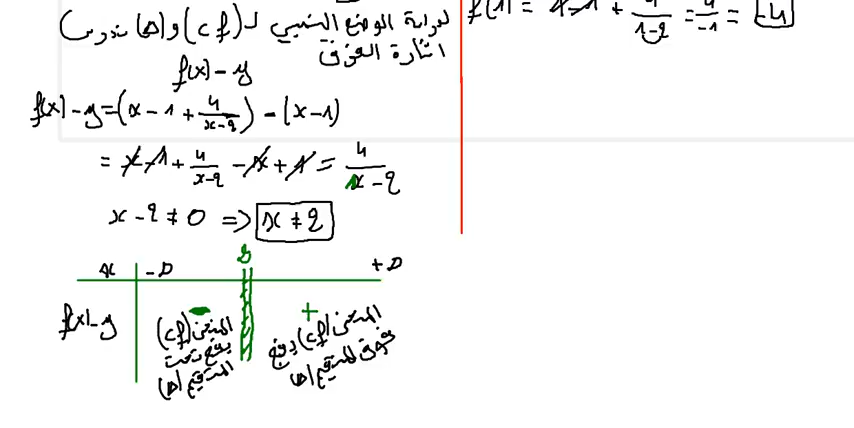 لدراسة الوضع النسبي لـ (cf) و (Δ) ندرس
اشارة الفرق
f(x) - y
f(x) - y = (x - 1 + 4/(x-2)) - (x - 1)
= x - 1 + 4/(x-2) - x + 1 = 4/(x - 2)
x - 2 ≠ 0 => x ≠ 2
x -∞ 2 +∞
f(x) - y - +
المنحنى (cf) يقع تحت المستقيم (Δ)
المنحنى (cf) يقع فوق المستقيم (Δ)
f(1) = 1 - 1 + 4/(1-2) = 4/-1 = -4